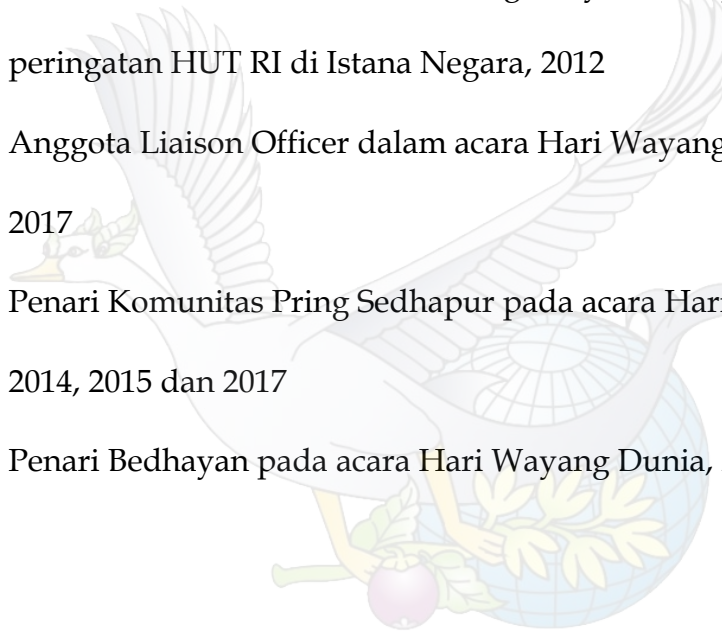 peringatan HUT RI di Istana Negara, 2012
Anggota Liaison Officer dalam acara Hari Wayang
2017
Penari Komunitas Pring Sedhapur pada acara Hari
2014, 2015 dan 2017
Penari Bedhayan pada acara Hari Wayang Dunia,